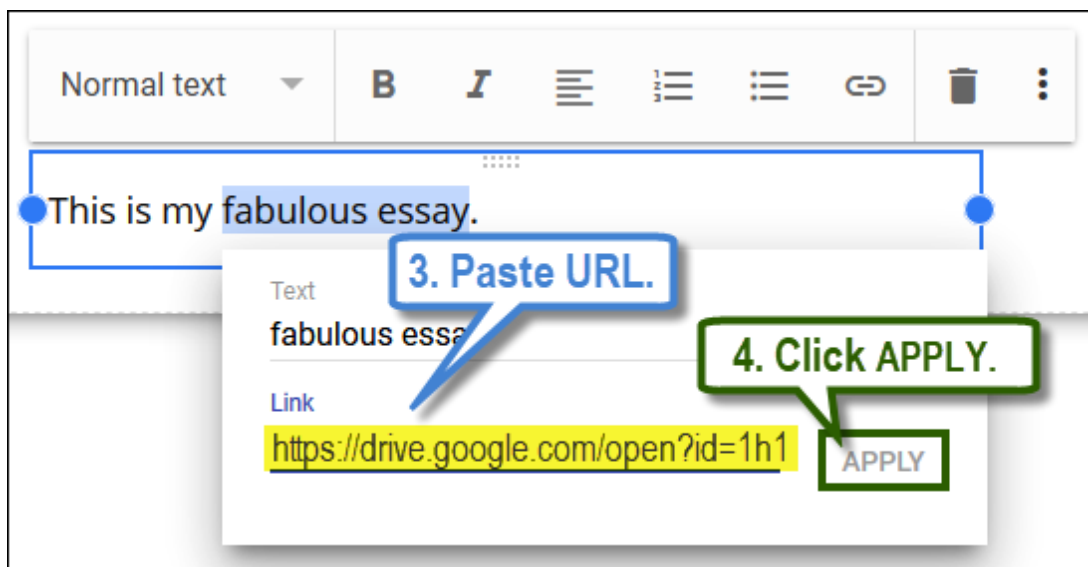 Normal text
This is my fabulous essay.
3. Paste URL.
Text
fabulous essa
4. Click APPLY.
Link
https://drive.google.com/open?id=1h1
APPLY